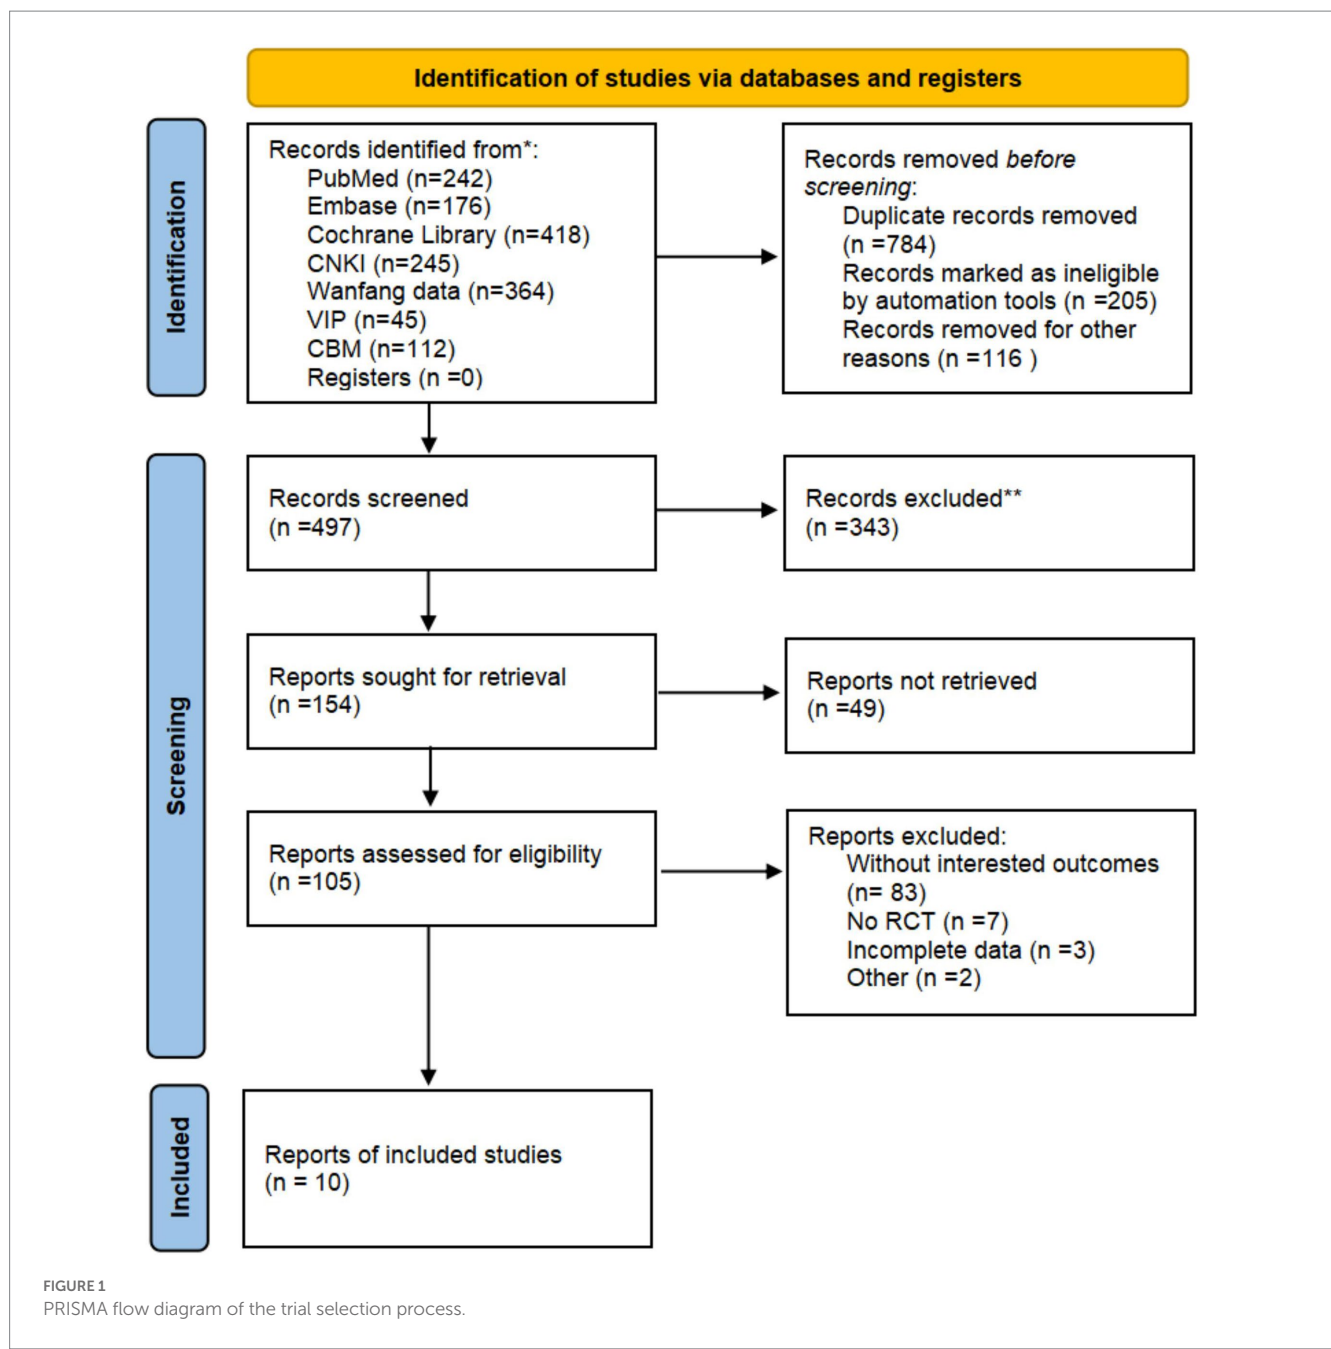 Identification of studies via databases and registers
Identification
Records identified from*:
PubMed (n=242)
Embase (n=176)
Cochrane Library (n=418)
CNKI (n=245)
Wanfang data (n=364)
VIP (n=45)
CBM (n=112)
Registers (n =0)
Records removed before
screening:
Duplicate records removed
(n =784)
Records marked as ineligible
by automation tools (n =205)
Records removed for other
reasons (n =116 )
Screening
Records screened
(n =497)
Records excluded**
(n =343)
Reports sought for retrieval
(n =154)
Reports not retrieved
(n =49)
Reports assessed for eligibility
(n =105)
Reports excluded:
Without interested outcomes
(n= 83)
No RCT (n =7)
Incomplete data (n =3)
Other (n =2)
Included
Reports of included studies
(n = 10)
FIGURE 1
PRISMA flow diagram of the trial selection process.